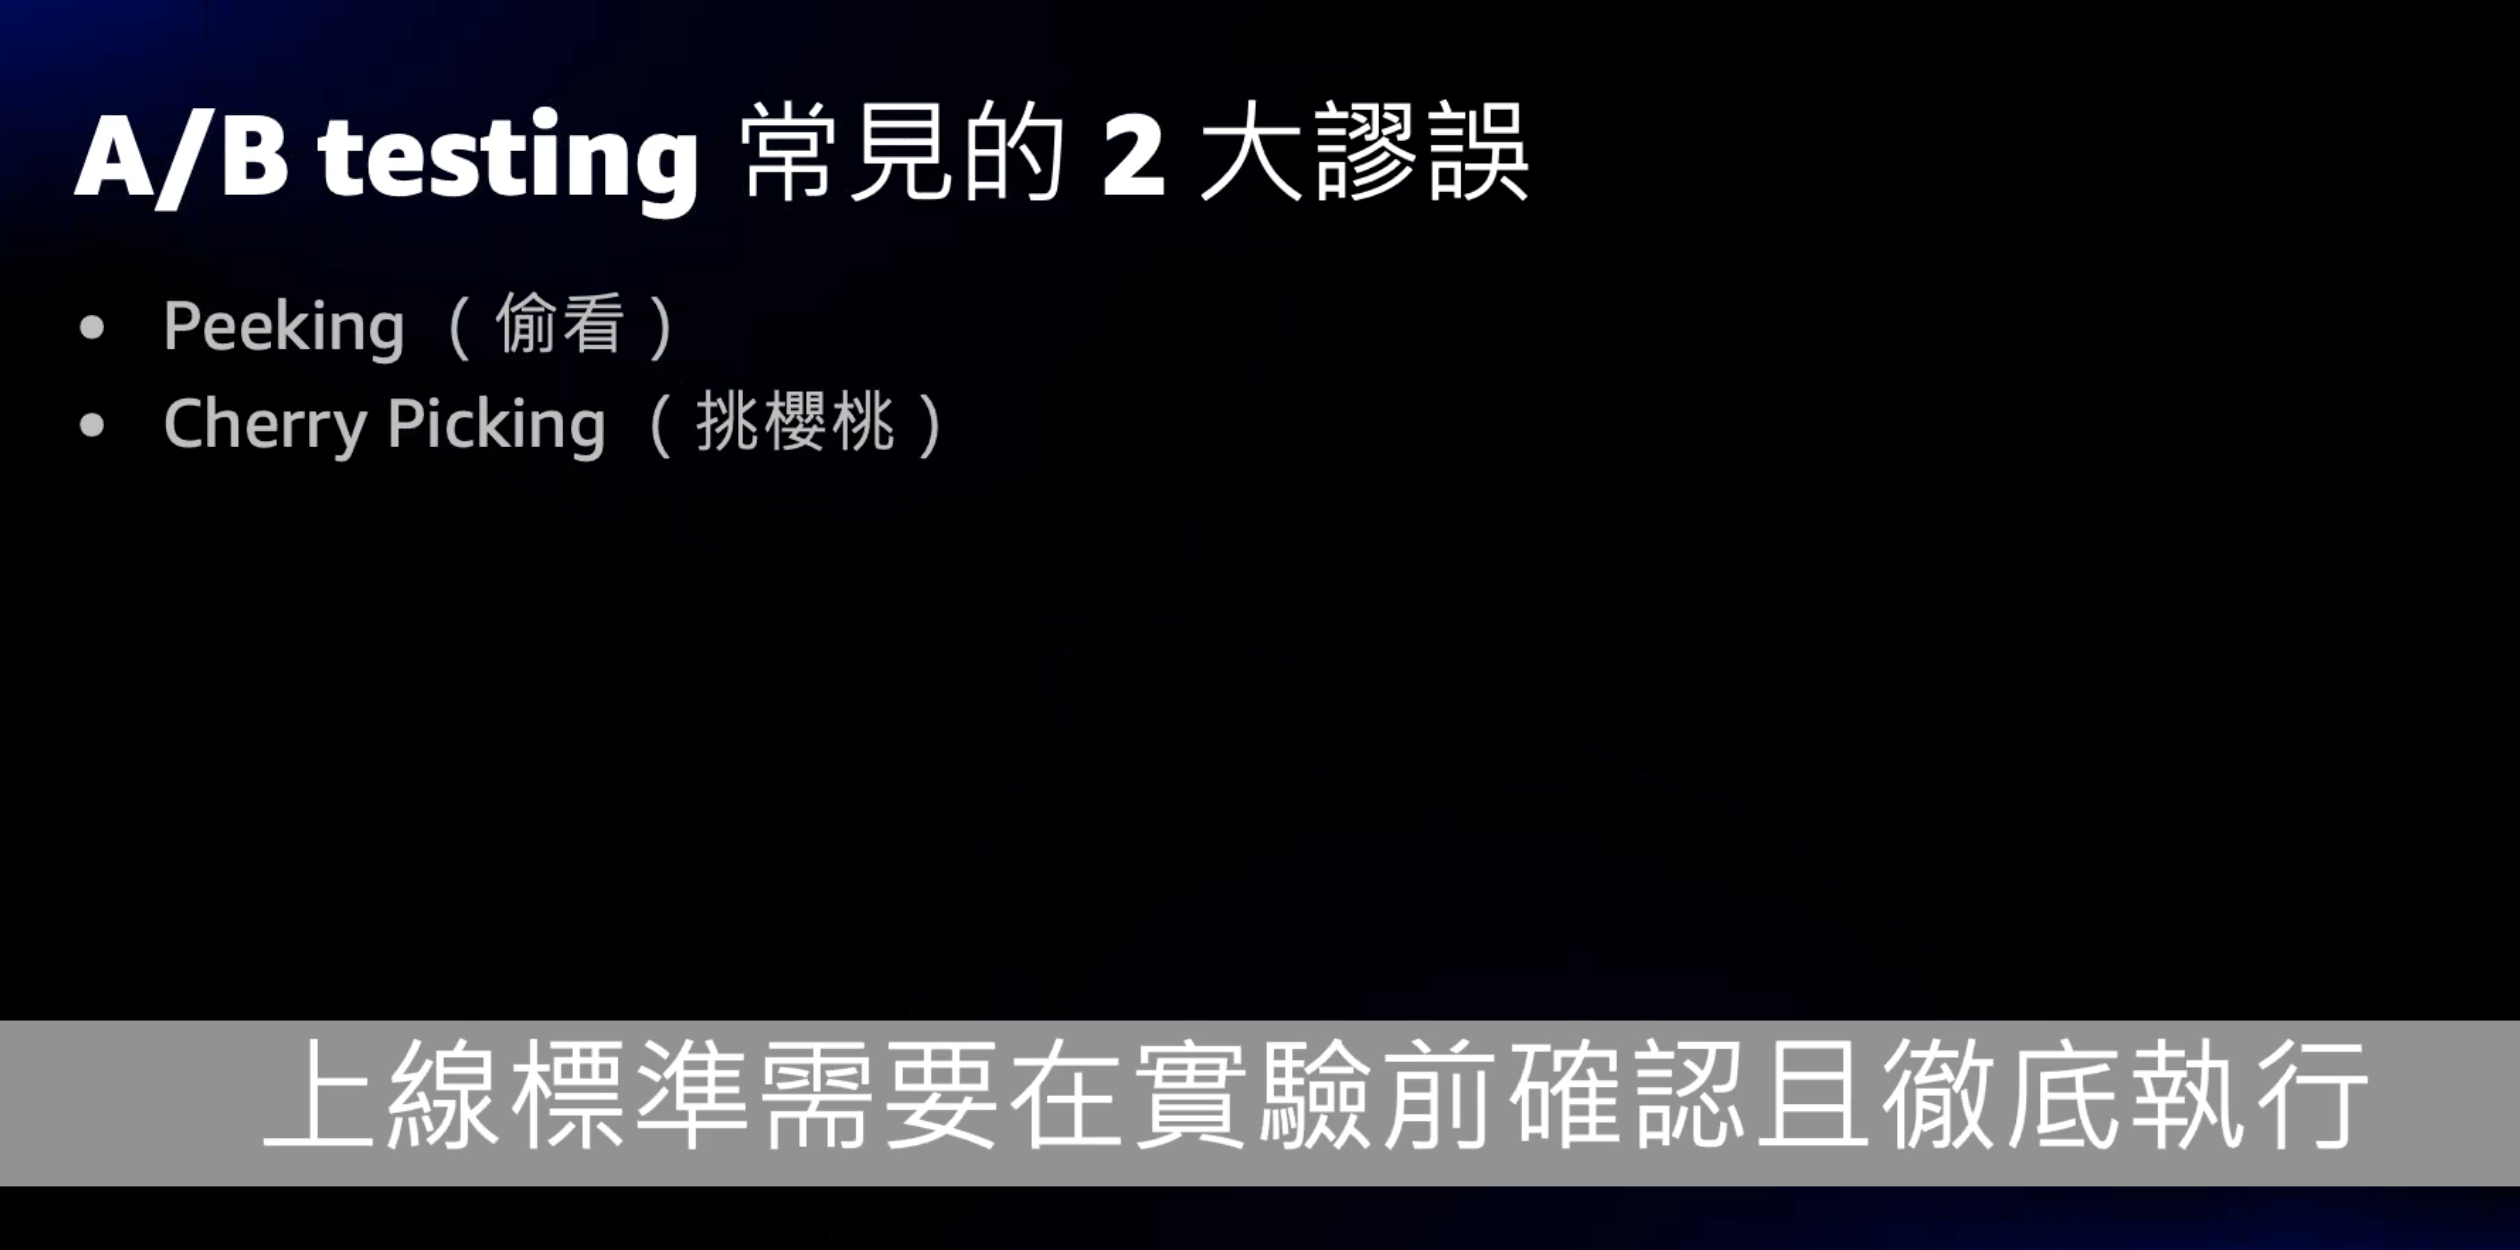 A/B testing 常見的 2 大謬誤
• Peeking ( 偷看 )
• Cherry Picking ( 挑櫻桃 )
上線標準需要在實驗前確認且徹底執行